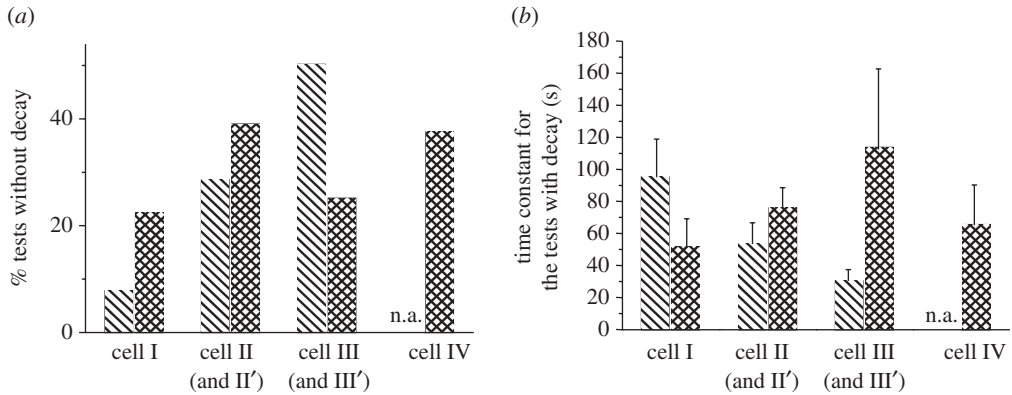 (a)
% tests without decay
40
20
0
n.a.
cell I
cell II
(and II′)
cell III
(and III′)
cell IV
(b)
time constant for
the tests with decay (s)
180
160
140
120
100
80
60
40
20
0
n.a.
cell I
cell II
(and II′)
cell III
(and III′)
cell IV